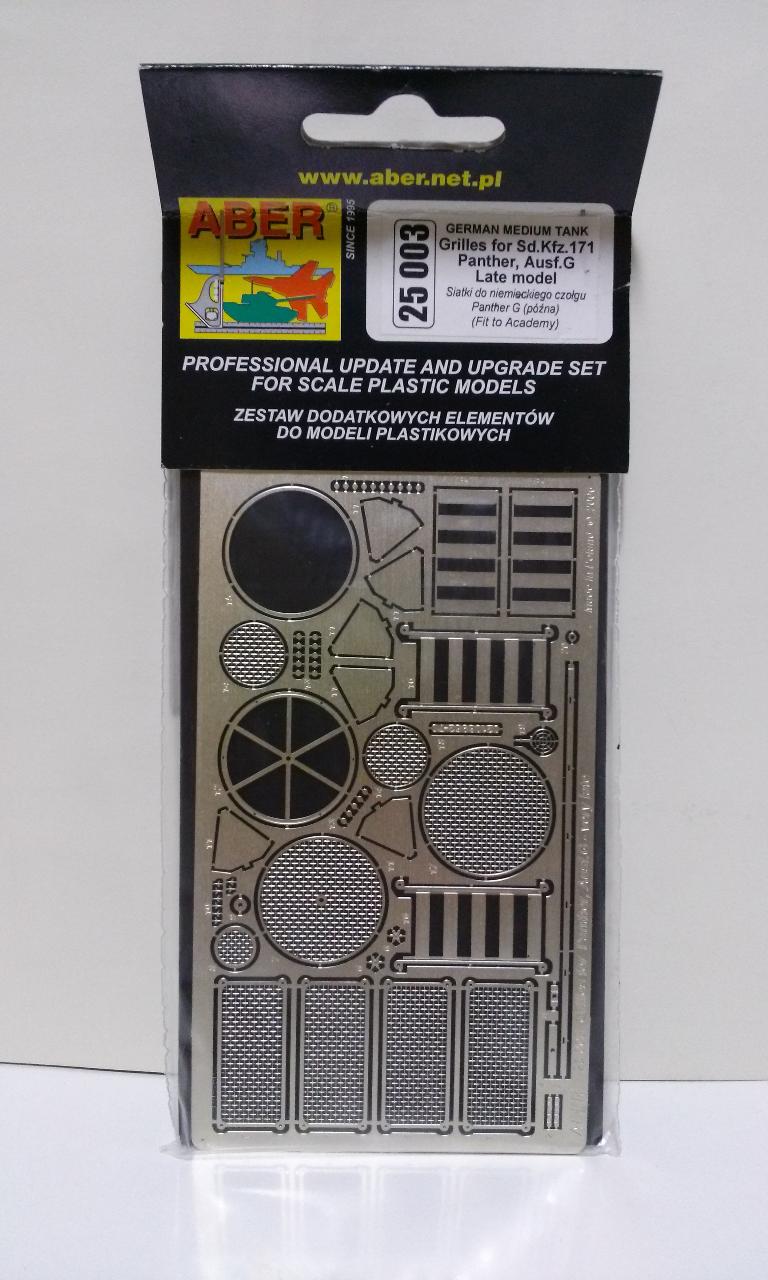 www.aber.net.pl
ABER®
SINCE 1995
25 003
GERMAN MEDIUM TANK
Grilles for Sd.Kfz.171
Panther, Ausf.G
Late model
Siatki do niemieckiego czołgu
Panther G (późna)
(Fit to Academy)
PROFESSIONAL UPDATE AND UPGRADE SET
FOR SCALE PLASTIC MODELS
ZESTAW DODATKOWYCH ELEMENTÓW
DO MODELI PLASTIKOWYCH